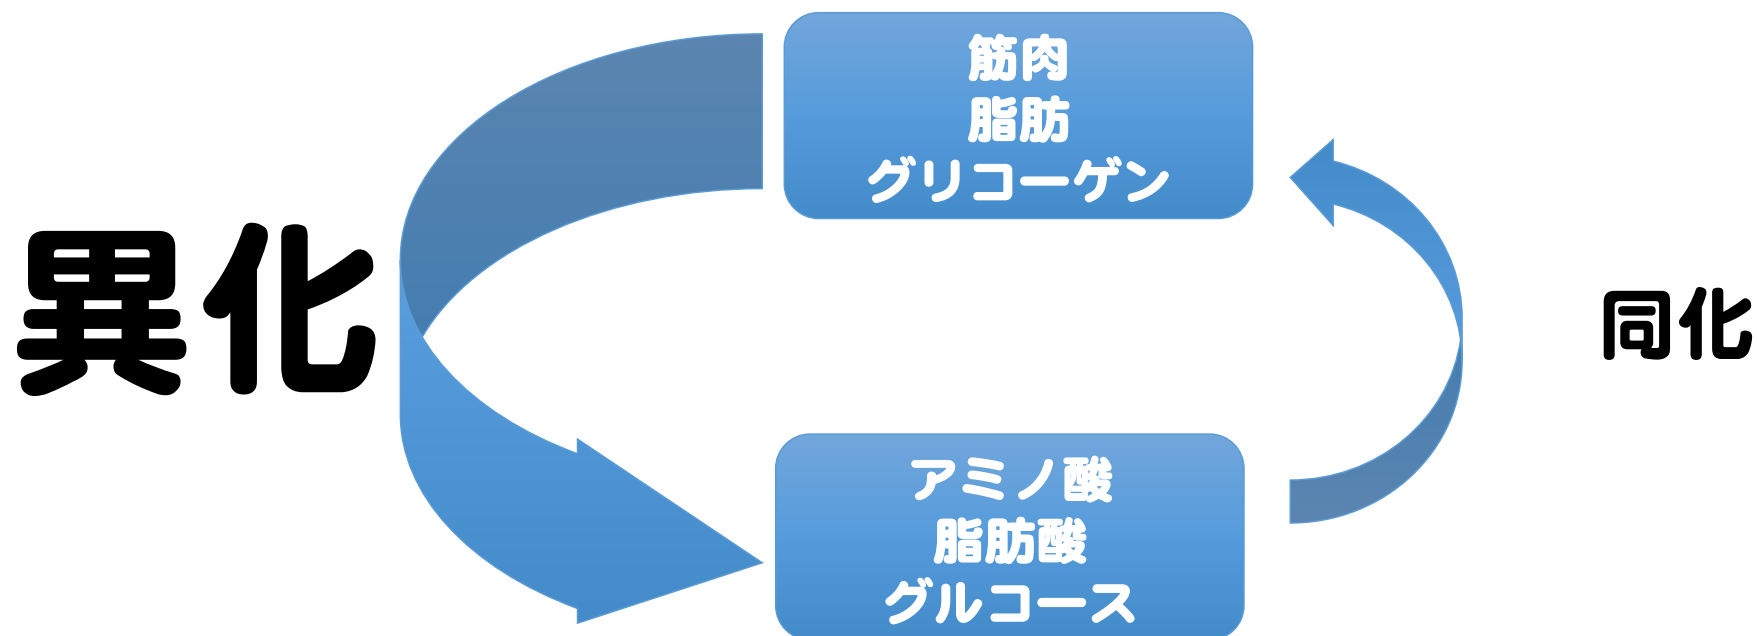 筋肉
脂肪
グリコーゲン
異化
同化
アミノ酸
脂肪酸
グルコース